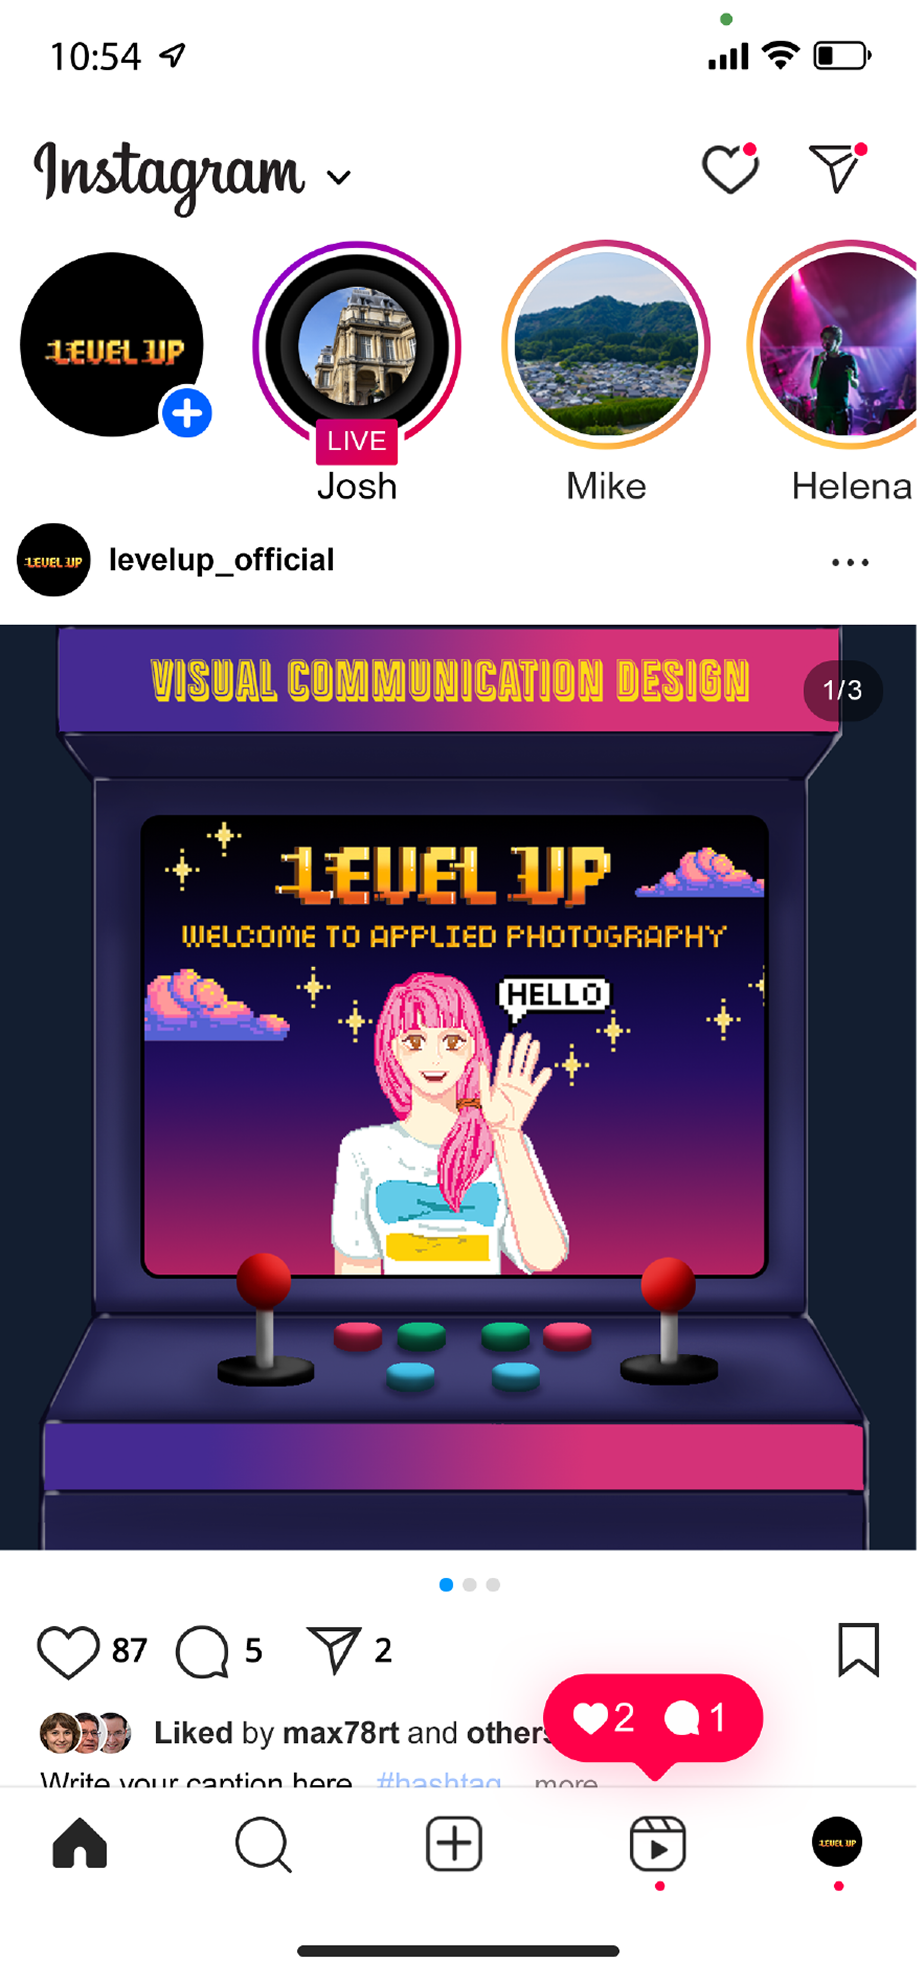 10:54
Instagram
LEVEL UP
LIVE
Josh
Mike
Helena
LEVEL UP
levelup_official
VISUAL COMMUNICATION DESIGN
1/3
LEVEL UP
WELCOME TO APPLIED PHOTOGRAPHY
HELLO
87 5 2
Liked by max78rt and others
2 1
Write your caption here #hashtag more
LEVEL UP